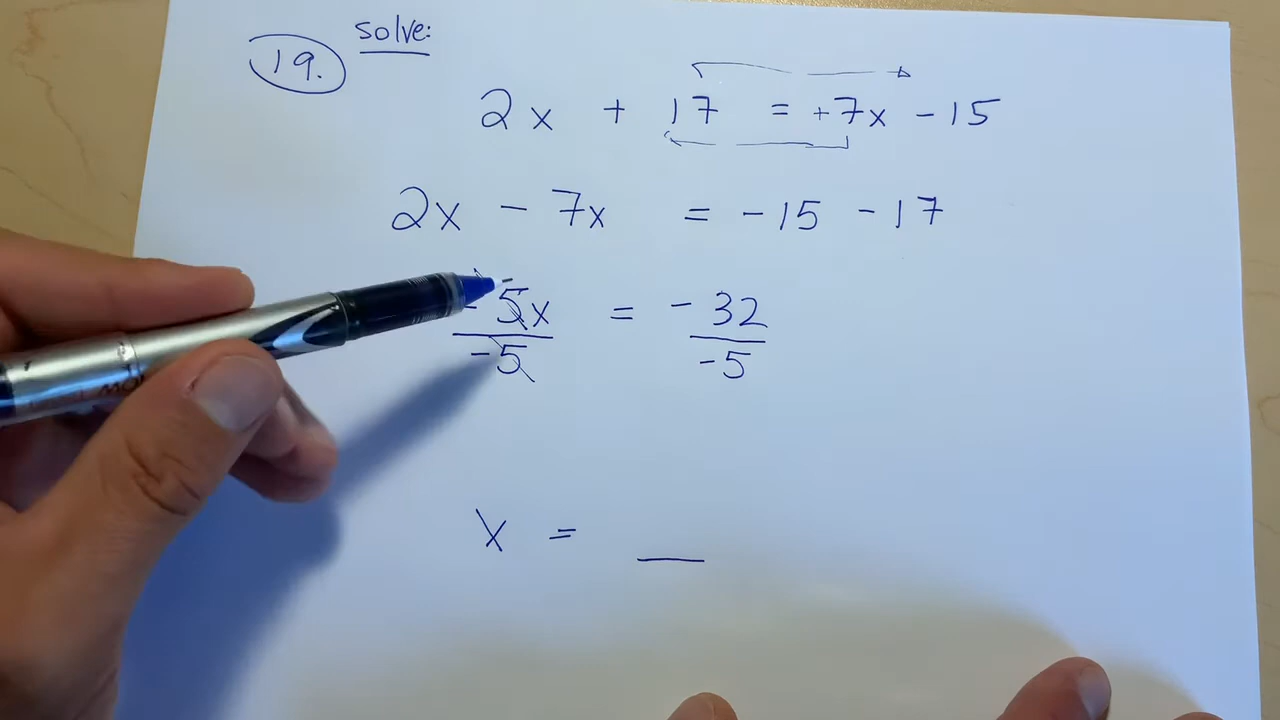 19. solve:
2x + 17 = +7x - 15
2x - 7x = -15 - 17
-5x = -32
-5 -5
x =